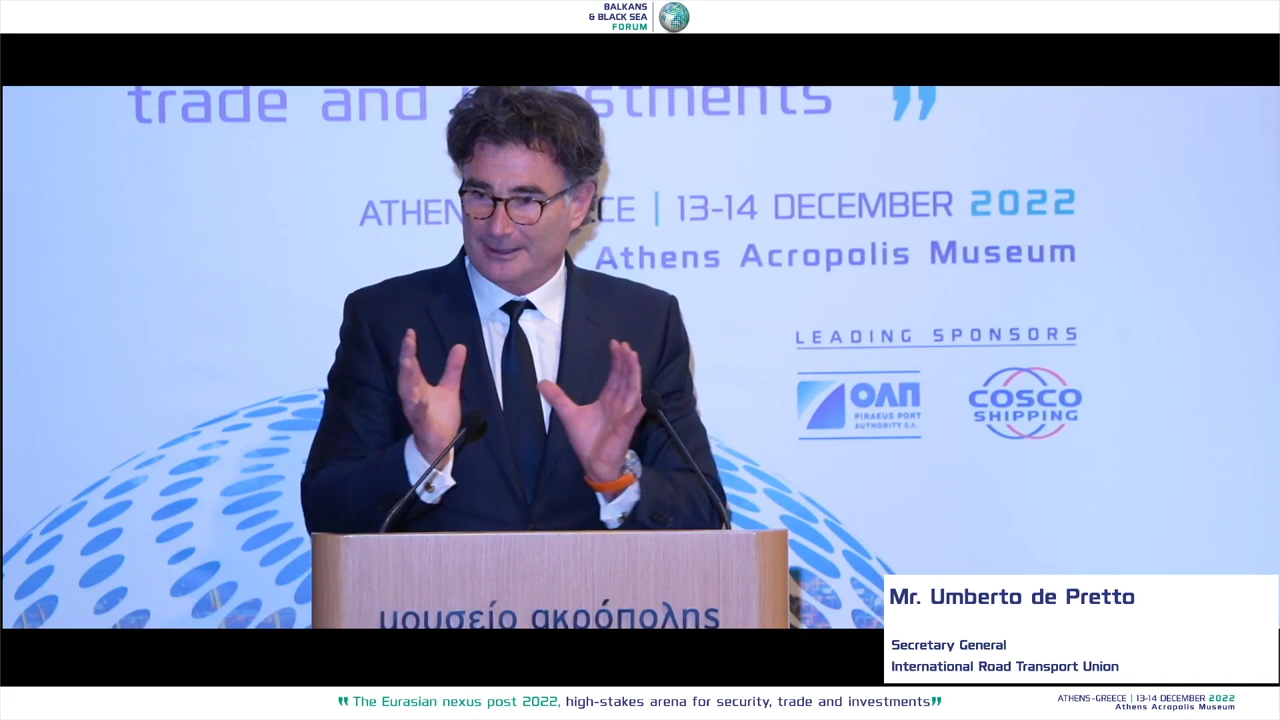 BALKANS
& BLACK SEA
FORUM
trade and stments ”
ATHEN CE | 13-14 DECEMBER 2022
Athens Acropolis Museum
LEADING SPONSORS
ΟΛΠ
PIRAEUS PORT
AUTHORITY S.A.
COSCO
SHIPPING
μουσείο ακρόπολης
Mr. Umberto de Pretto
Secretary General
International Road Transport Union
❞ The Eurasian nexus post 2022, high-stakes arena for security, trade and investments❞
ATHENS-GREECE | 13-14 DECEMBER 2022
Athens Acropolis Museum